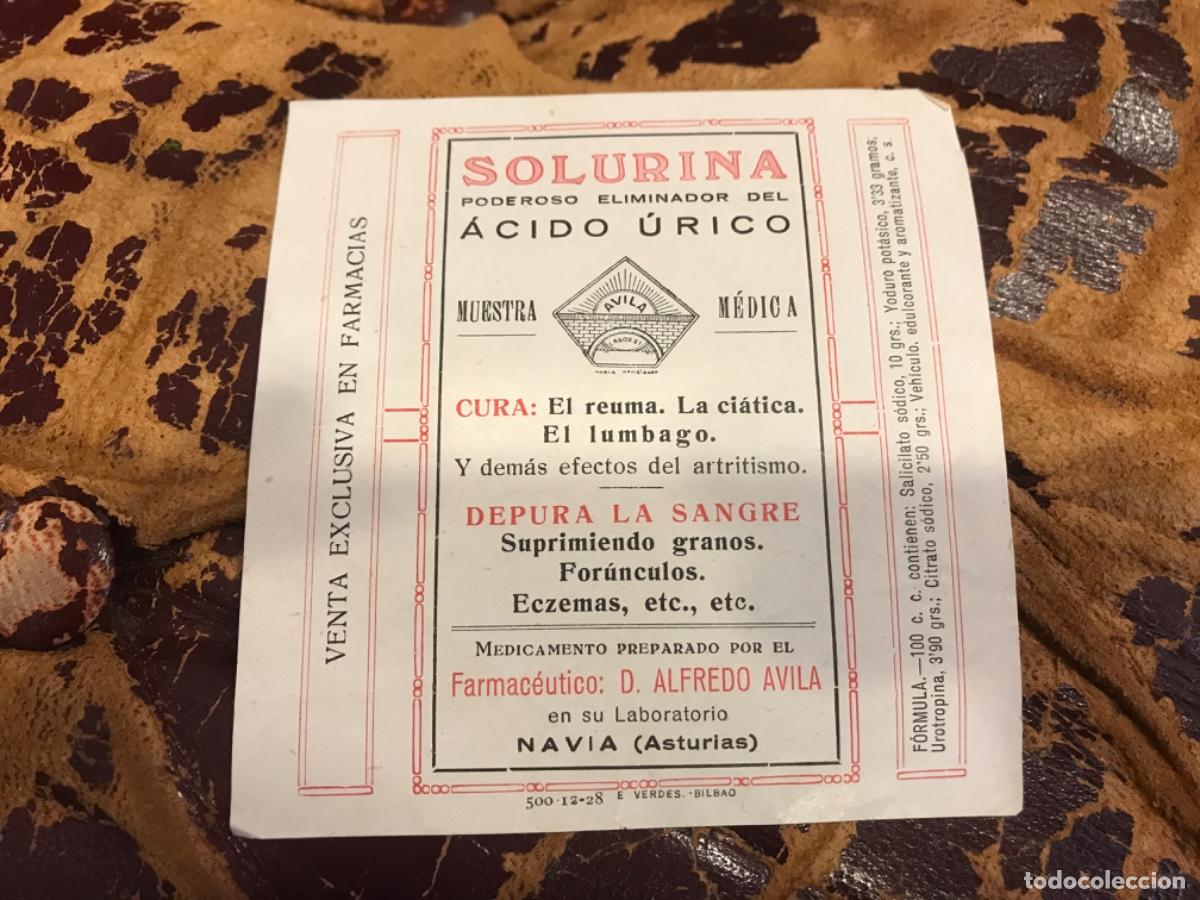 VENTA EXCLUSIVA EN FARMACIAS
SOLURINA
PODEROSO ELIMINADOR DEL
ÁCIDO ÚRICO
MUESTRA MÉDICA
AVILA
CURA: El reuma. La ciática.
El lumbago.
Y demás efectos del artritismo.
DEPURA LA SANGRE
Suprimiendo granos.
Forúnculos.
Eczemas, etc., etc.
MEDICAMENTO PREPARADO POR EL
Farmacéutico: D. ALFREDO AVILA
en su Laboratorio
NAVIA (Asturias)
500-12-28 E VERDES.-BILBAO
FÓRMULA.—100 c. c. contienen: Salicilato sódico, 10 grs.; Yoduro potásico, 3'33 gramos,
Urotropina, 3'90 grs.; Citrato sódico, 2'50 grs.; Vehículo. edulcorante y aromatizante, c. s.
todocoleccion